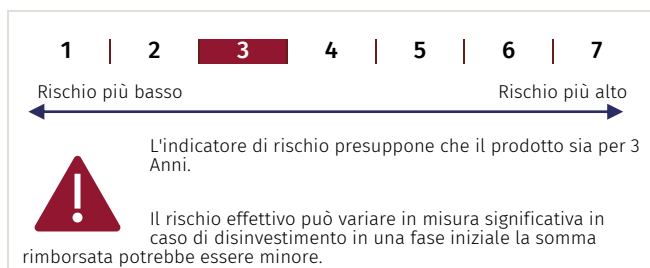 1 2 3 4 5 6 7
Rischio più basso Rischio più alto
L'indicatore di rischio presuppone che il prodotto sia per 3
Anni.
Il rischio effettivo può variare in misura significativa in
caso di disinvestimento in una fase iniziale la somma
rimborsata potrebbe essere minore.